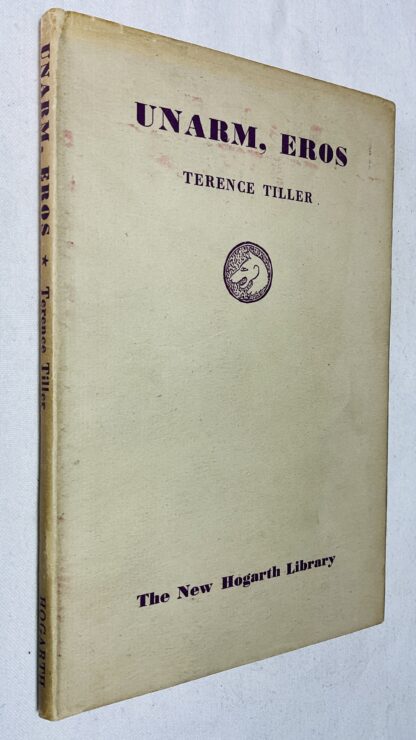 UNARM, EROS
TERENCE TILLER
The New Hogarth Library
UNARM, EROS ★ Terence Tiller HOGARTH